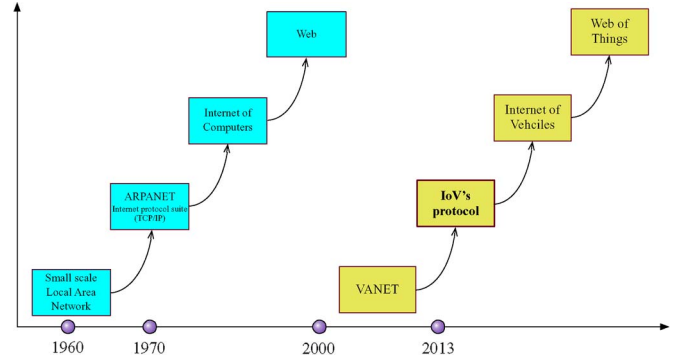 Web
Internet of
Computers
ARPANET
Internet protocol suite
(TCP/IP)
Small scale
Local Area
Network
Web of
Things
Internet of
Vehciles
IoV's
protocol
VANET
1960
1970
2000
2013